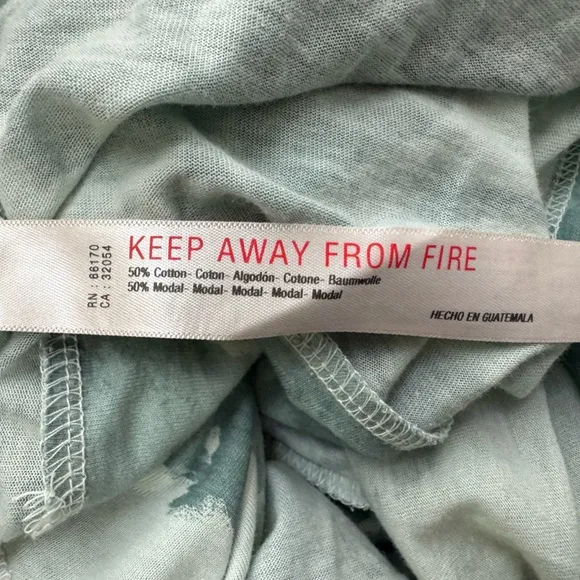 RN : 66170
CA : 32054
KEEP AWAY FROM FIRE
50% Cotton- Coton- Algodón- Cotone- Baumwolle
50% Modal- Modal- Modal- Modal- Modal
HECHO EN GUATEMALA